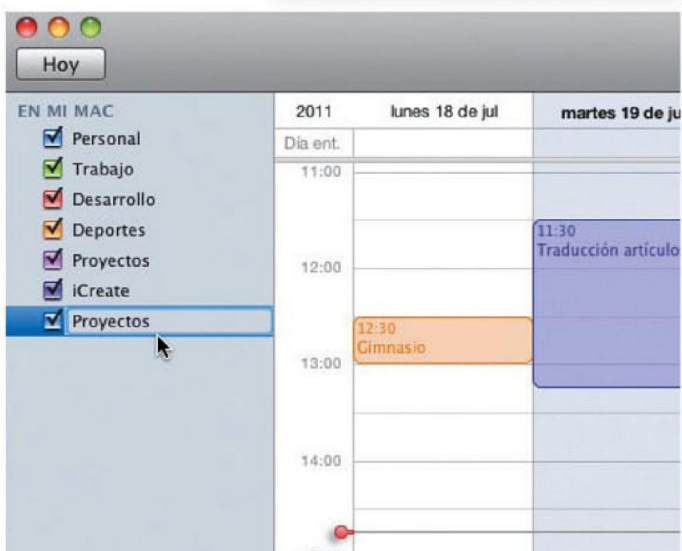 Hoy
EN MI MAC
Personal
Trabajo
Desarrollo
Deportes
Proyectos
iCreate
Proyectos
2011 lunes 18 de jul martes 19 de ju
Día ent.
11:00
11:30
Traducción artículo
12:00
12:30
Gimnasio
13:00
14:00